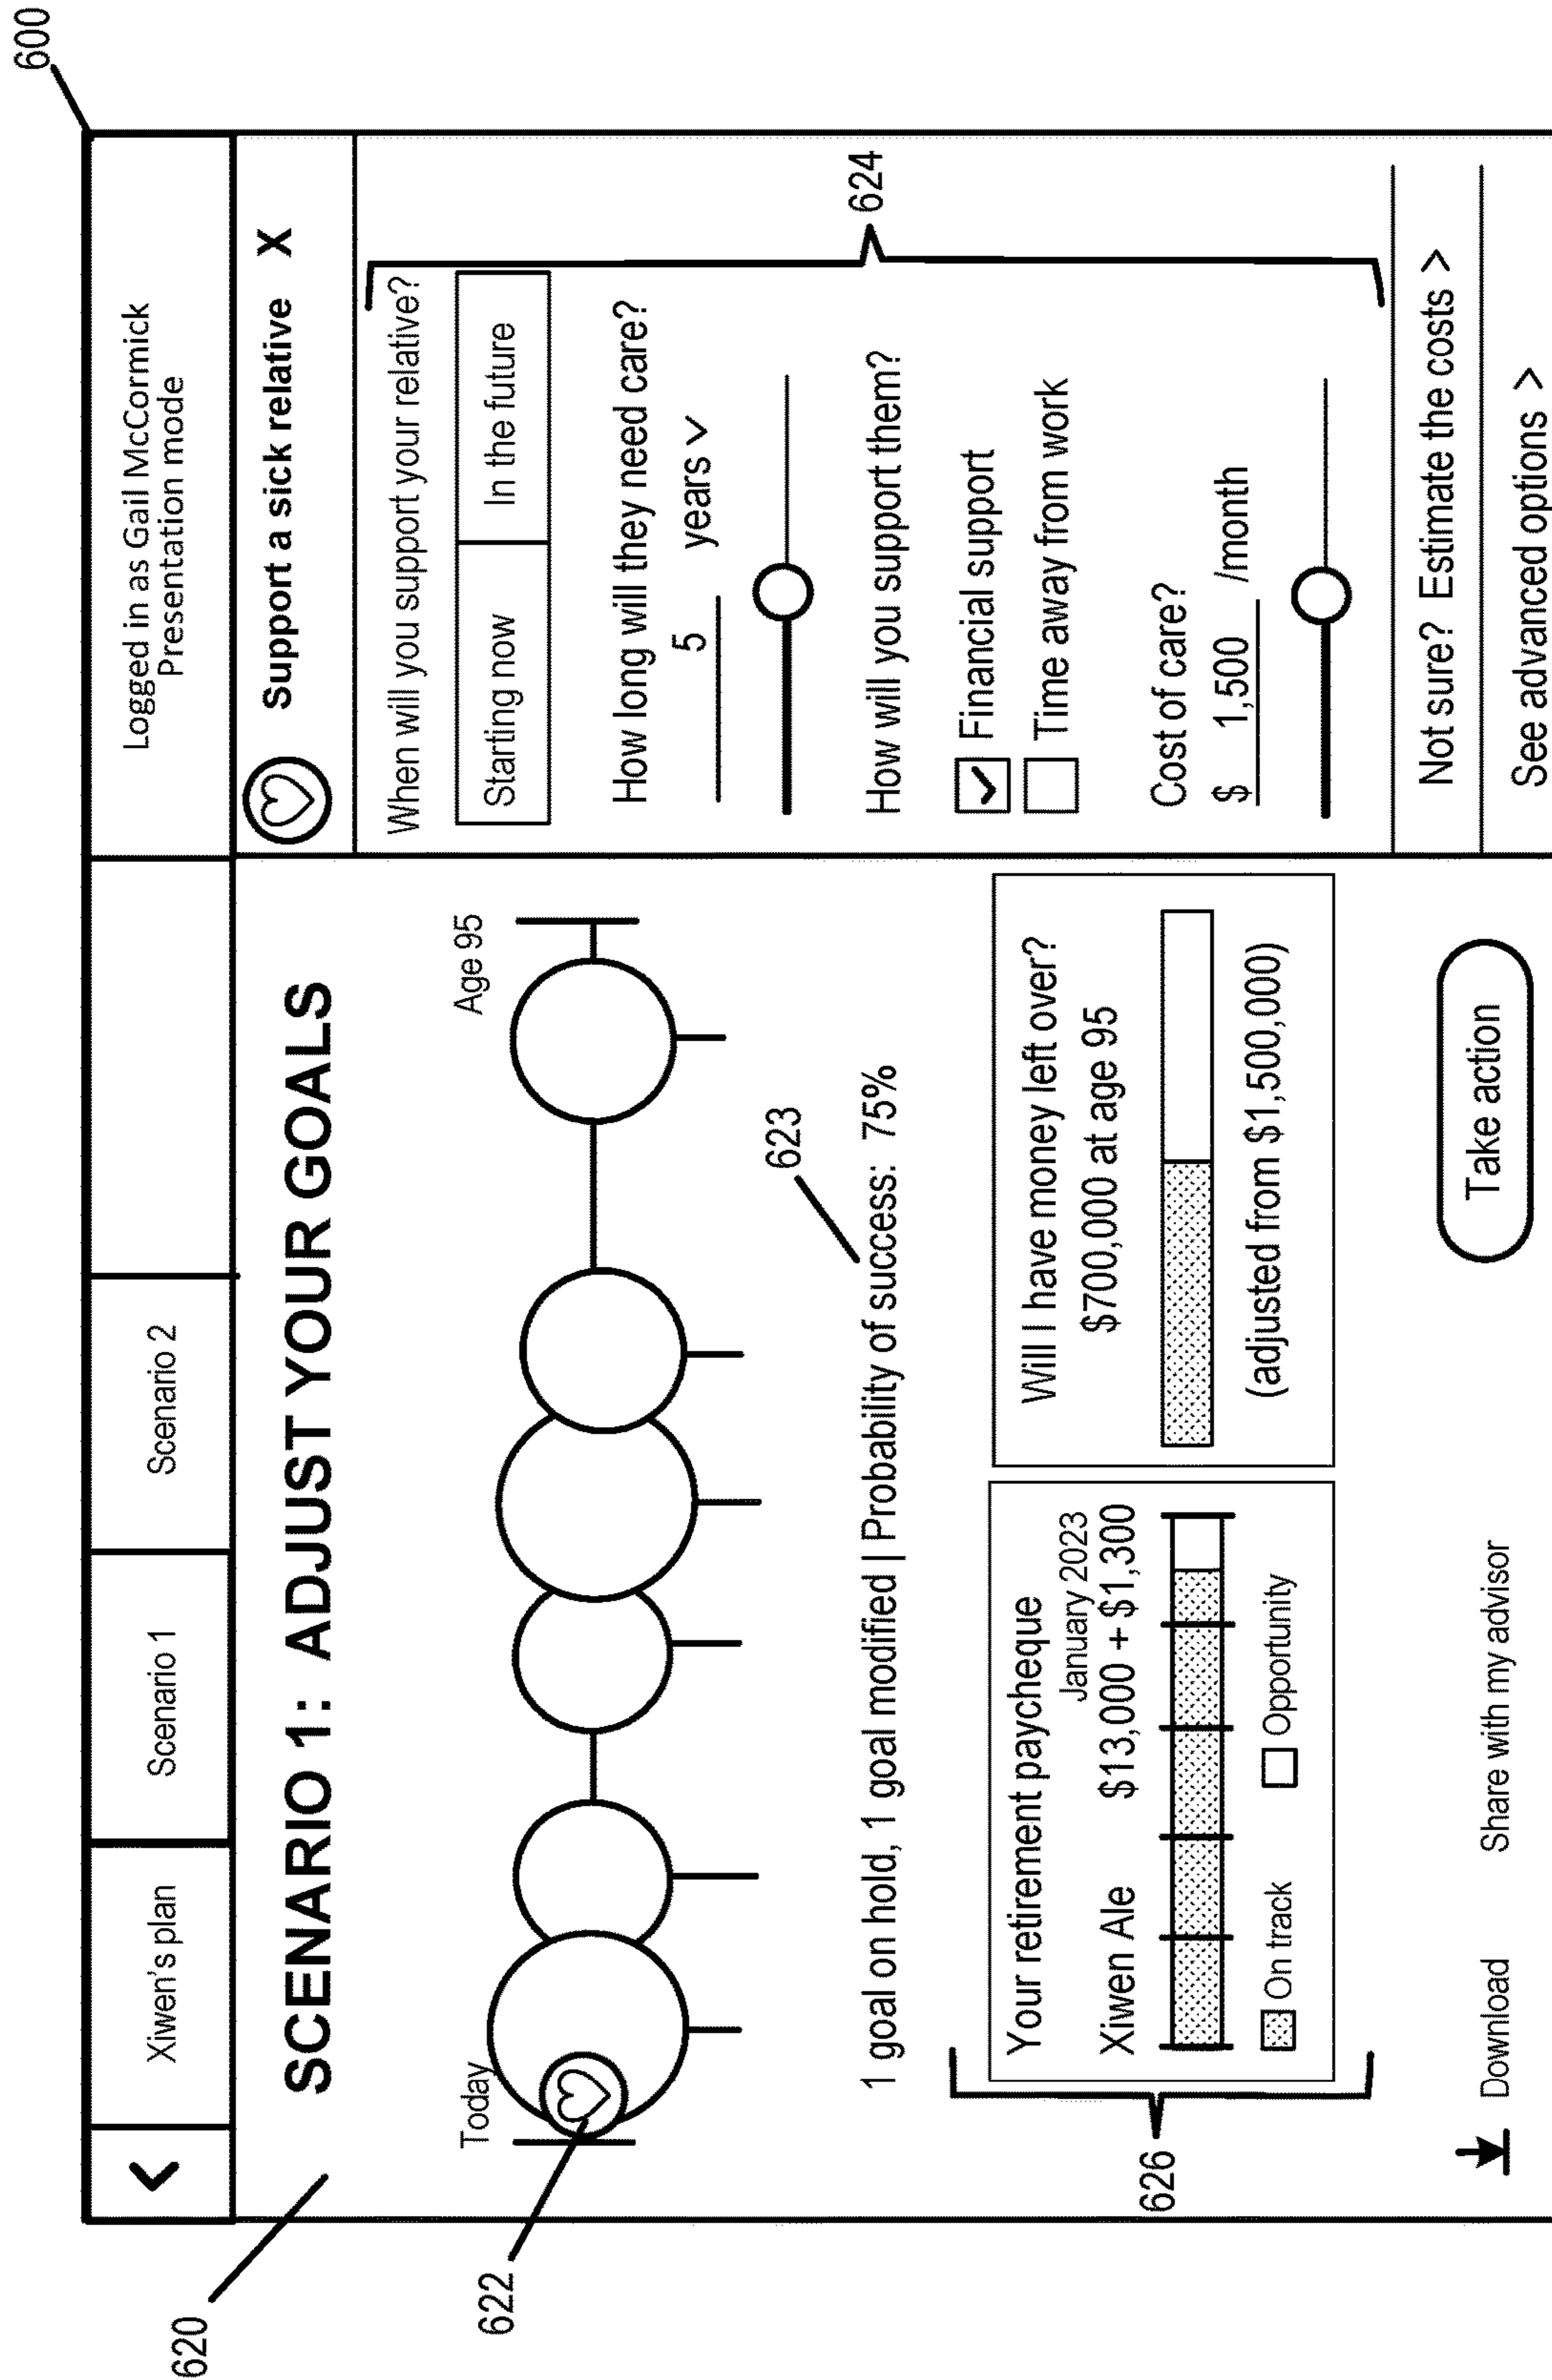 600
Xiwen's plan
Scenario 1
Scenario 2
Logged in as Gail McCormick
Presentation mode
620
SCENARIO 1: ADJUST YOUR GOALS
Today
Age 95
622
623
1 goal on hold, 1 goal modified | Probability of success: 75%
626
Your retirement paycheque
January 2023
Xiwen Ale $13,000 + $1,300
On track
Opportunity
Will I have money left over?
$700,000 at age 95
(adjusted from $1,500,000)
Download
Share with my advisor
Take action
Support a sick relative X
When will you support your relative?
Starting now
In the future
How long will they need care?
5 years
624
How will you support them?
Financial support
Time away from work
Cost of care?
$ 1,500 /month
Not sure? Estimate the costs >
See advanced options >